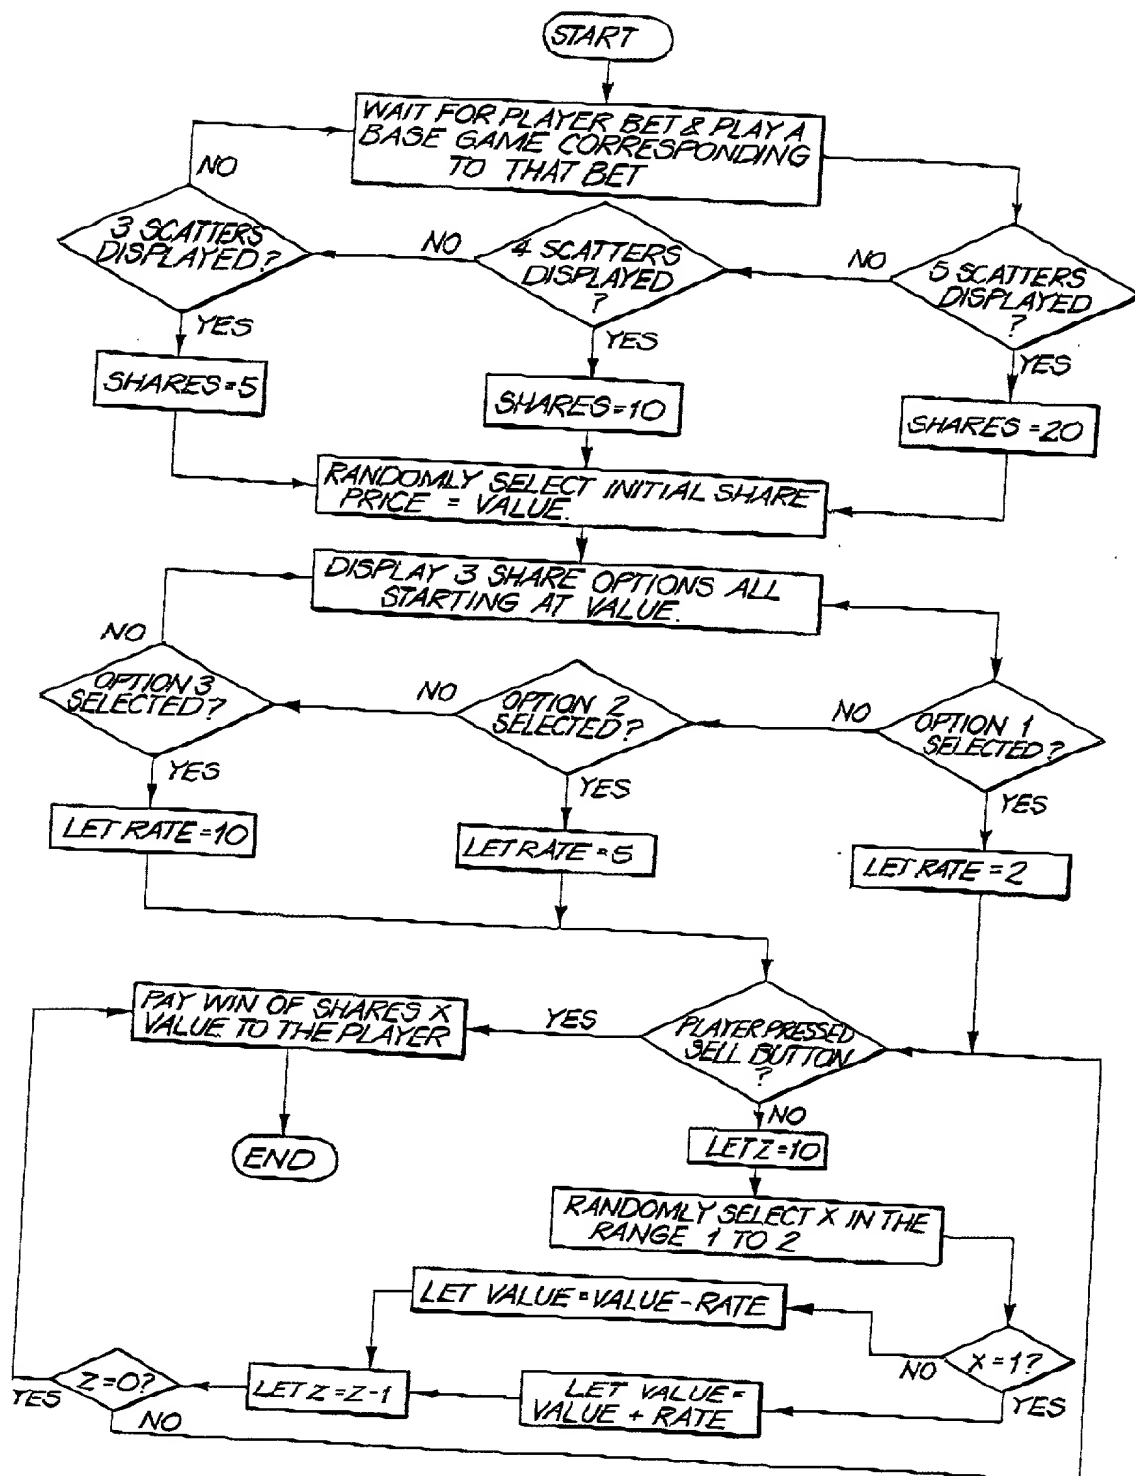 START
WAIT FOR PLAYER BET & PLAY A
BASE GAME CORRESPONDING
TO THAT BET
NO
3 SCATTERS
DISPLAYED?
NO
4 SCATTERS
DISPLAYED
?
NO
5 SCATTERS
DISPLAYED
?
YES
YES
YES
SHARES=5
SHARES=10
SHARES=20
RANDOMLY SELECT INITIAL SHARE
PRICE = VALUE.
DISPLAY 3 SHARE OPTIONS ALL
STARTING AT VALUE.
NO
OPTION 3
SELECTED?
NO
OPTION 2
SELECTED?
NO
OPTION 1
SELECTED?
YES
YES
YES
LET RATE=10
LET RATE=5
LET RATE=2
PAY WIN OF SHARES X
VALUE TO THE PLAYER
YES
PLAYER PRESSED
SELL BUTTON
?
NO
END
LET Z=10
RANDOMLY SELECT X IN THE
RANGE 1 TO 2
LET VALUE=VALUE-RATE
X=1?
NO
YES
Z=0?
YES
NO
LET Z=Z-1
LET VALUE=
VALUE + RATE